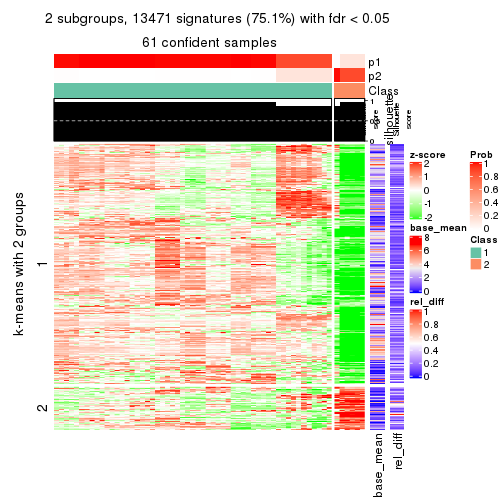 2 subgroups, 13471 signatures (75.1%) with fdr < 0.05
61 confident samples
p1
p2
Class
silhouette
score
Silhouette
score
1
0
k-means with 2 groups
1
2
base_mean
rel_diff
z-score
2
1
0
-1
-2
base_mean
8
6
4
2
0
rel_diff
1
0.8
0.6
0.4
0.2
0
Prob
1
0.8
0.6
0.4
0.2
0
Class
1
2